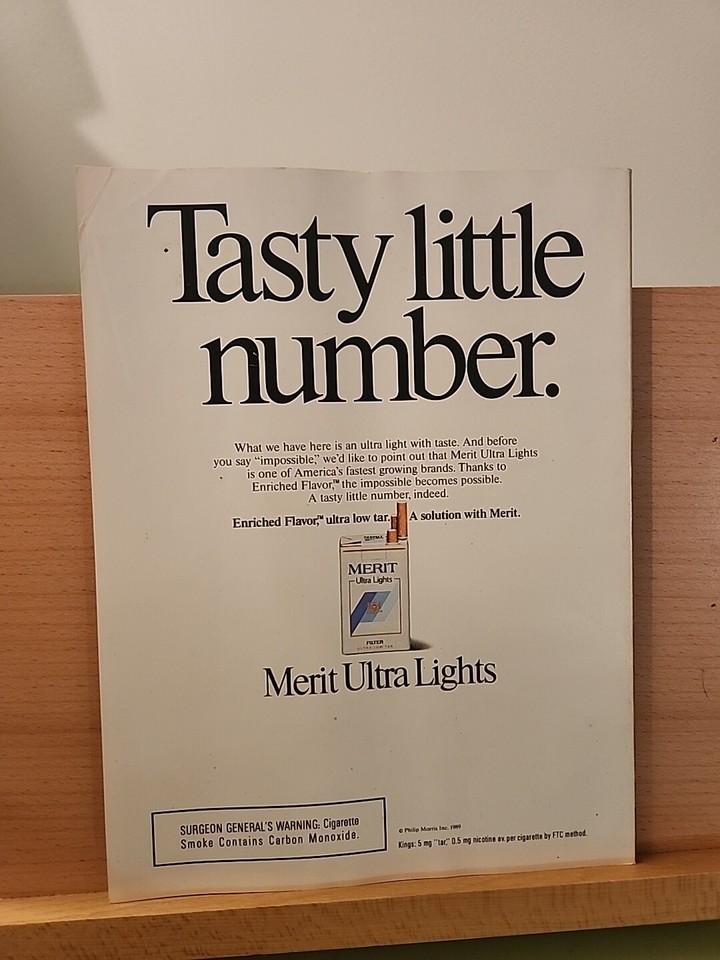 Tasty little
number.
What we have here is an ultra light with taste. And before
you say “impossible,” we’d like to point out that Merit Ultra Lights
is one of America’s fastest growing brands. Thanks to
Enriched Flavor,™ the impossible becomes possible.
A tasty little number, indeed.
Enriched Flavor,™ ultra low tar. A solution with Merit.
MERIT
Ultra Lights
FILTER
ULTRA LOW TAR
Merit Ultra Lights
SURGEON GENERAL’S WARNING: Cigarette
Smoke Contains Carbon Monoxide.
© Philip Morris Inc. 1989
Kings: 5 mg “tar,” 0.5 mg nicotine av. per cigarette by FTC method.